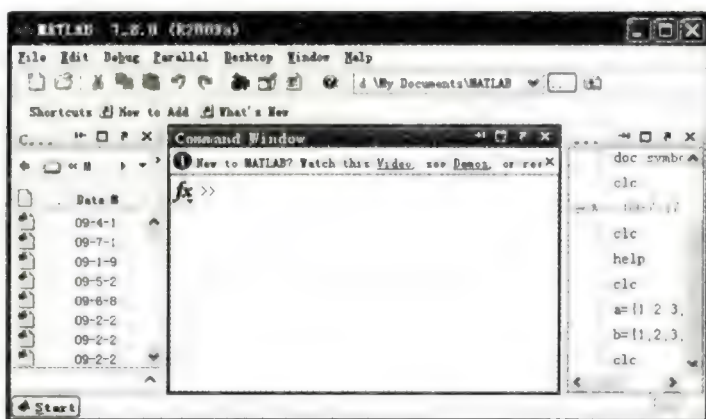 MATLAB 7.8.0 (R2009a)
File Edit Debug Parallel Desktop Window Help
d \My Documents\MATLAB
Shortcuts How to Add What's New
C...
Command Window
...
« M
New to MATLAB? Watch this Video, see Demos, or
doc symbo
clc
Date M
fx >>
09-4-1
09-7-1
clc
09-1-9
help
09-5-2
clc
09-6-8
a={1 2 3,
09-2-2
b={1,2,3,
09-2-2
clc
09-2-2
Start